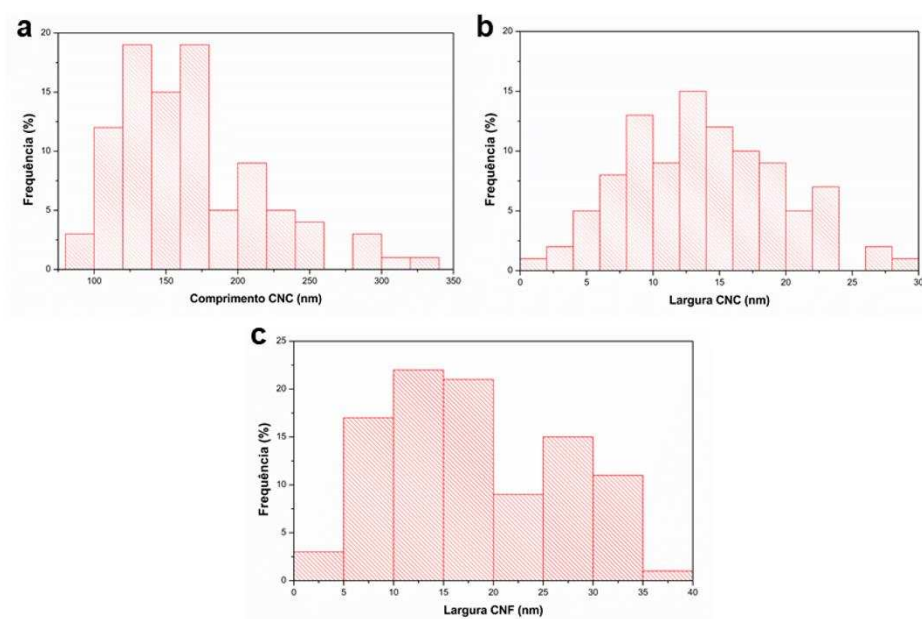 a
20
15
10
5
0
Frequência (%)
100 150 200 250 300 350
Comprimento CNC (nm)
b
20
15
10
5
0
Frequência (%)
0 5 10 15 20 25 30
Largura CNC (nm)
c
25
20
15
10
5
0
Frequência (%)
0 5 10 15 20 25 30 35 40
Largura CNF (nm)